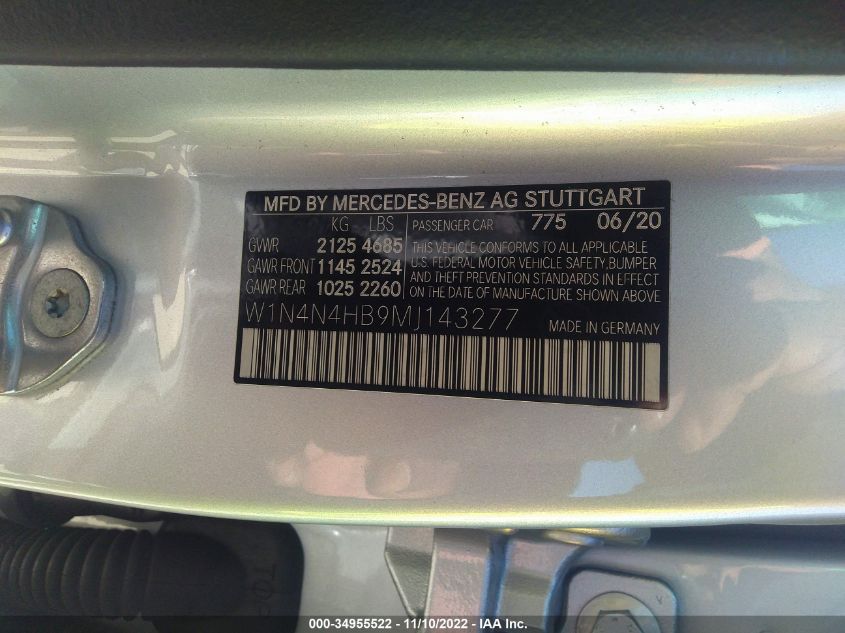 MFD BY MERCEDES-BENZ AG STUTTGART
KG LBS
GWR 2125 4685
GAWR FRONT 1145 2524
GAWR REAR 1025 2260
PASSENGER CAR 775 06/20
THIS VEHICLE CONFORMS TO ALL APPLICABLE
U.S. FEDERAL MOTOR VEHICLE SAFETY,BUMPER
AND THEFT PREVENTION STANDARDS IN EFFECT
ON THE DATE OF MANUFACTURE SHOWN ABOVE
W1N4N4HB9MJ143277 MADE IN GERMANY
000-34955522 - 11/10/2022 - IAA Inc.